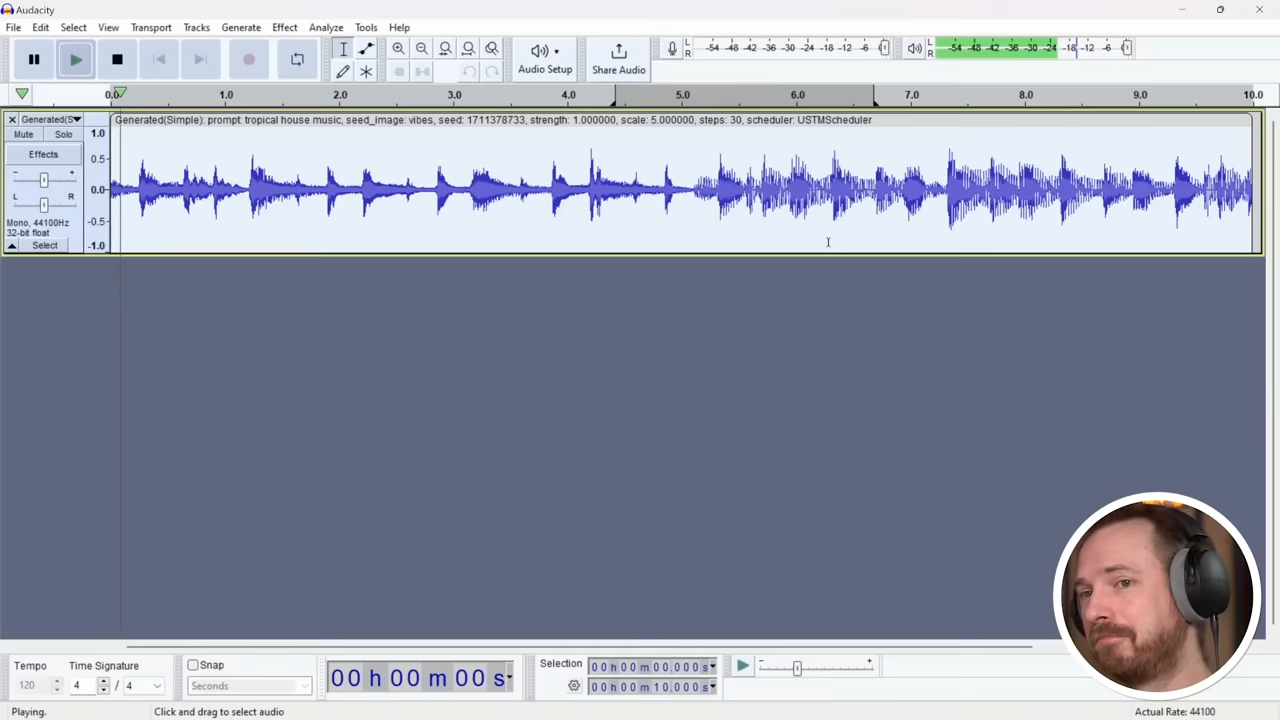 Audacity
File Edit Select View Transport Tracks Generate Effect Analyze Tools Help
Audio Setup
Share Audio
L
R
-54 -48 -42 -36 -30 -24 -18 -12 -6
L
R
-54 -48 -42 -36 -30 -24 -18 -12 -6
0.0 1.0 2.0 3.0 4.0 5.0 6.0 7.0 8.0 9.0 10.0
Generated(S
Generated(Simple): prompt: tropical house music, seed_image: vibes, seed: 1711378733, strength: 1.000000, scale: 5.000000, steps: 30, scheduler: USTMScheduler
Mute Solo
Effects
- +
L R
Mono, 44100Hz
32-bit float
Select
1.0
0.5
0.0
-0.5
-1.0
Tempo
120
Time Signature
4 / 4
Snap
Seconds
00 h 00 m 00 s
Selection
00 h 00 m 00.000 s
00 h 00 m 10.000 s
- +
Playing.
Click and drag to select audio
Actual Rate: 44100